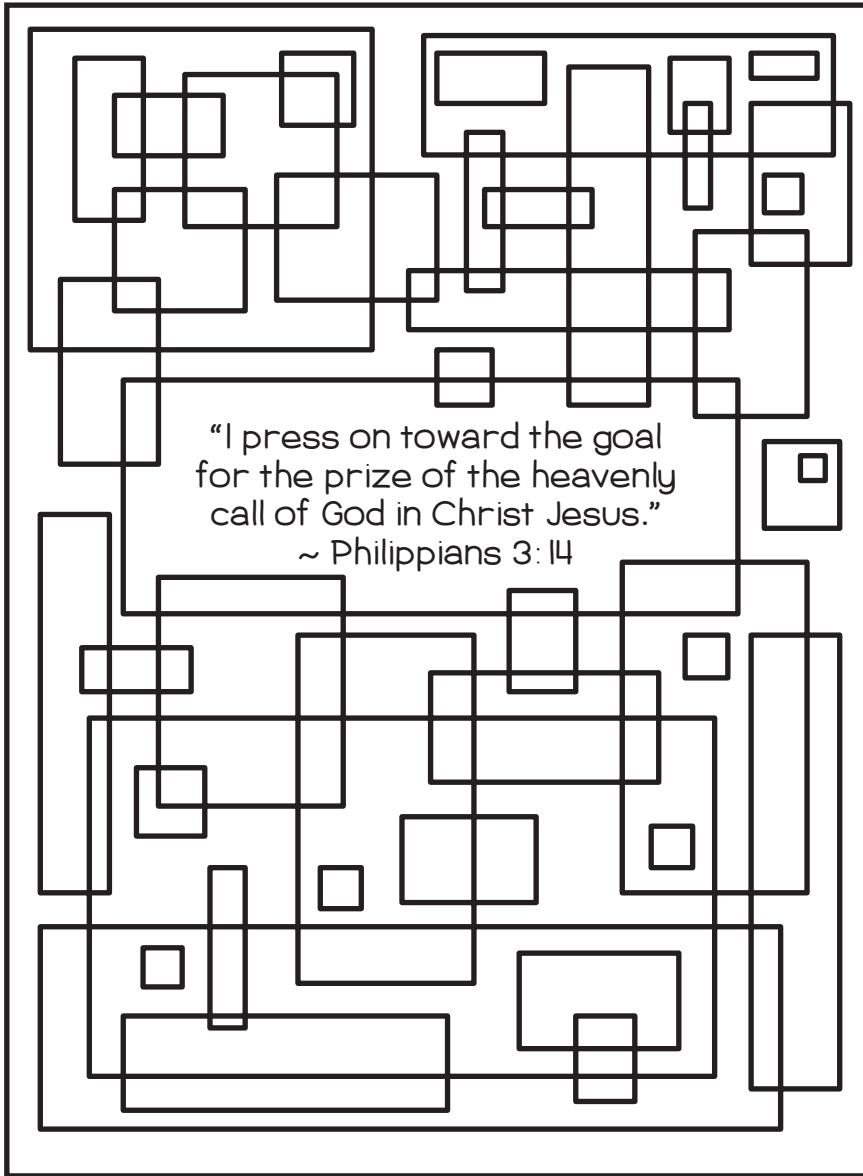 “I press on toward the goal
for the prize of the heavenly
call of God in Christ Jesus.”
~ Philippians 3:14